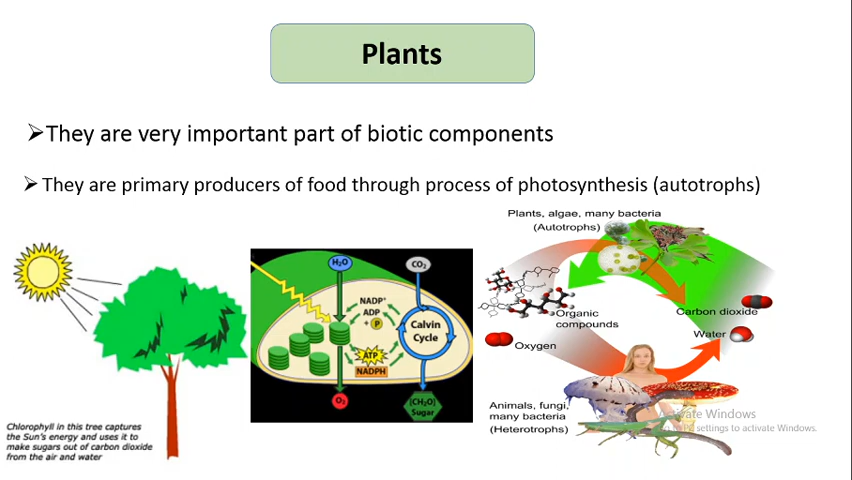 Plants
➢They are very important part of biotic components
➢ They are primary producers of food through process of photosynthesis (autotrophs)
Chlorophyll in this tree captures
the Sun's energy and uses it to
make sugars out of carbon dioxide
from the air and water
H₂O
CO₂
NADP⁺
ADP
+ P
ATP
NADPH
Calvin
Cycle
O₂
[CH₂O]
Sugar
Plants, algae, many bacteria
(Autotrophs)
Organic
compounds
Carbon dioxide
Water
Oxygen
Animals, fungi,
many bacteria
(Heterotrophs)
Activate Windows
to PC settings to activate Windows.